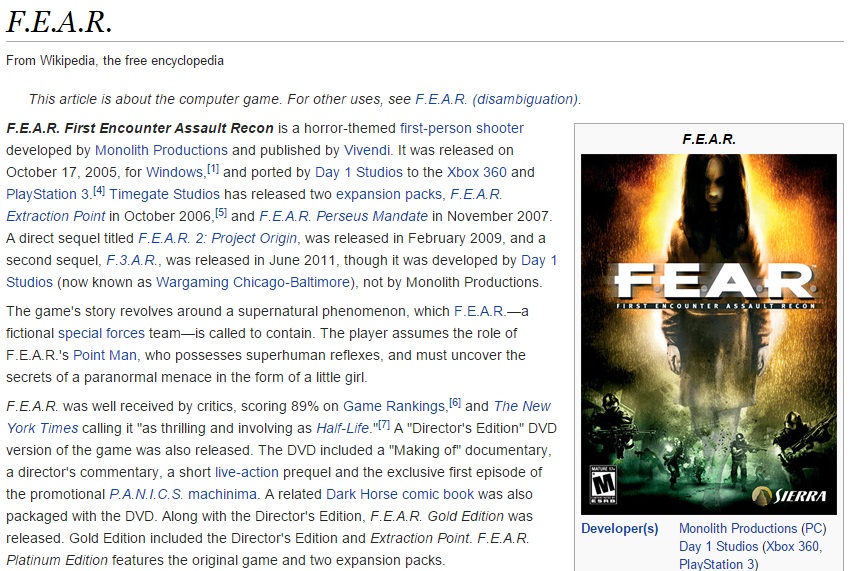 F.E.A.R.
From Wikipedia, the free encyclopedia
This article is about the computer game. For other uses, see F.E.A.R. (disambiguation).
F.E.A.R. First Encounter Assault Recon is a horror-themed first-person shooter
developed by Monolith Productions and published by Vivendi. It was released on
October 17, 2005, for Windows,[1] and ported by Day 1 Studios to the Xbox 360 and
PlayStation 3.[4] Timegate Studios has released two expansion packs, F.E.A.R.
Extraction Point in October 2006,[5] and F.E.A.R. Perseus Mandate in November 2007.
A direct sequel titled F.E.A.R. 2: Project Origin, was released in February 2009, and a
second sequel, F.3.A.R., was released in June 2011, though it was developed by Day 1
Studios (now known as Wargaming Chicago-Baltimore), not by Monolith Productions.
The game's story revolves around a supernatural phenomenon, which F.E.A.R.—a
fictional special forces team—is called to contain. The player assumes the role of
F.E.A.R.'s Point Man, who possesses superhuman reflexes, and must uncover the
secrets of a paranormal menace in the form of a little girl.
F.E.A.R. was well received by critics, scoring 89% on Game Rankings,[6] and The New
York Times calling it "as thrilling and involving as Half-Life."[7] A "Director's Edition" DVD
version of the game was also released. The DVD included a "Making of" documentary,
a director's commentary, a short live-action prequel and the exclusive first episode of
the promotional P.A.N.I.C.S. machinima. A related Dark Horse comic book was also
packaged with the DVD. Along with the Director's Edition, F.E.A.R. Gold Edition was
released. Gold Edition included the Director's Edition and Extraction Point. F.E.A.R.
Platinum Edition features the original game and two expansion packs.
F.E.A.R.
F.E.A.R.
FIRST ENCOUNTER ASSAULT RECON
MATURE 17+
M
ESRB
SIERRA
Developer(s) Monolith Productions (PC)
Day 1 Studios (Xbox 360,
PlayStation 3)